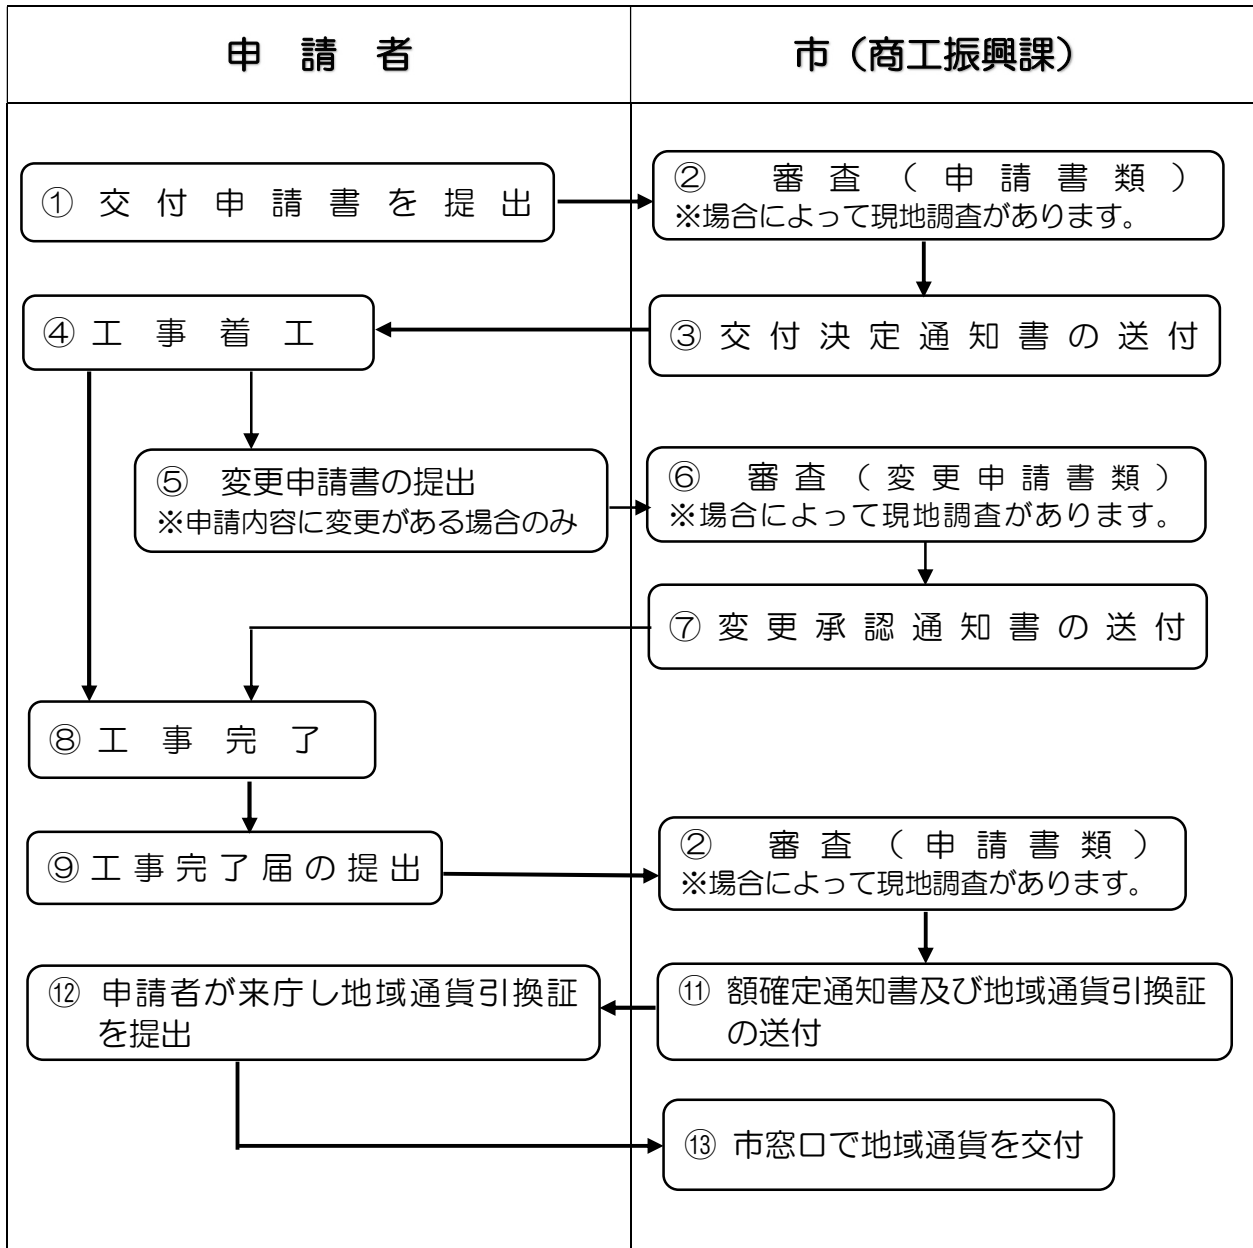 申請者
市（商工振興課）
①交付申請書を提出
② 審査（申請書類）
※場合によって現地調査があります。
③交付決定通知書の送付
④工事着工
⑤ 変更申請書の提出
※申請内容に変更がある場合のみ
⑥ 審査（変更申請書類）
※場合によって現地調査があります。
⑦変更承認通知書の送付
⑧工事完了
⑨工事完了届の提出
② 審査（申請書類）
※場合によって現地調査があります。
⑪ 額確定通知書及び地域通貨引換証
の送付
⑫ 申請者が来庁し地域通貨引換証
を提出
⑬ 市窓口で地域通貨を交付